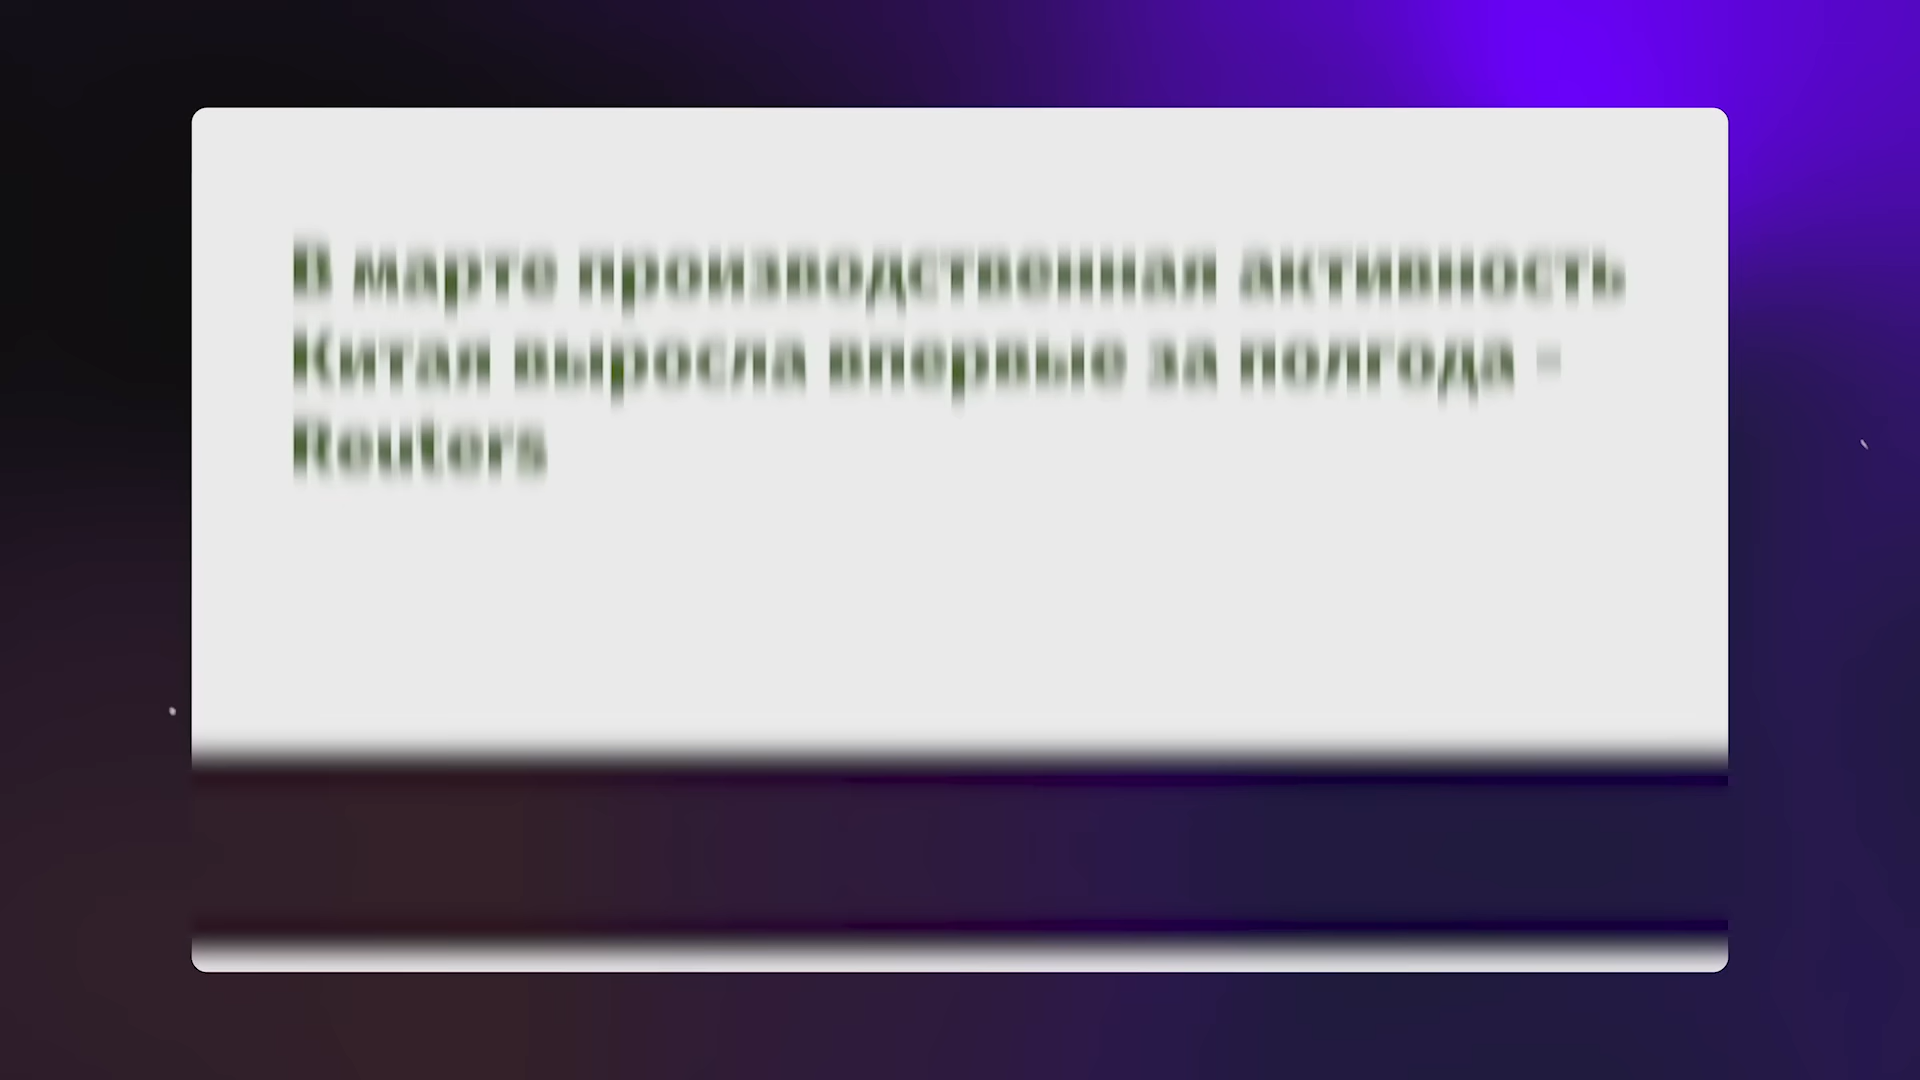 В марте производственная активность
Китая выросла впервые за полгода -
Reuters